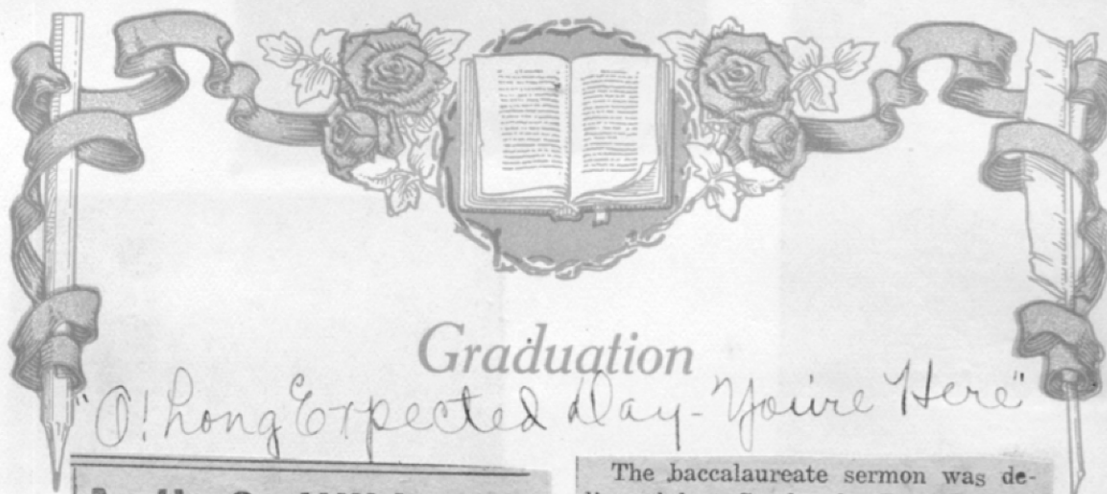 Graduation
"O! Long Expected Day - You're Here"
The baccalaureate sermon was de-